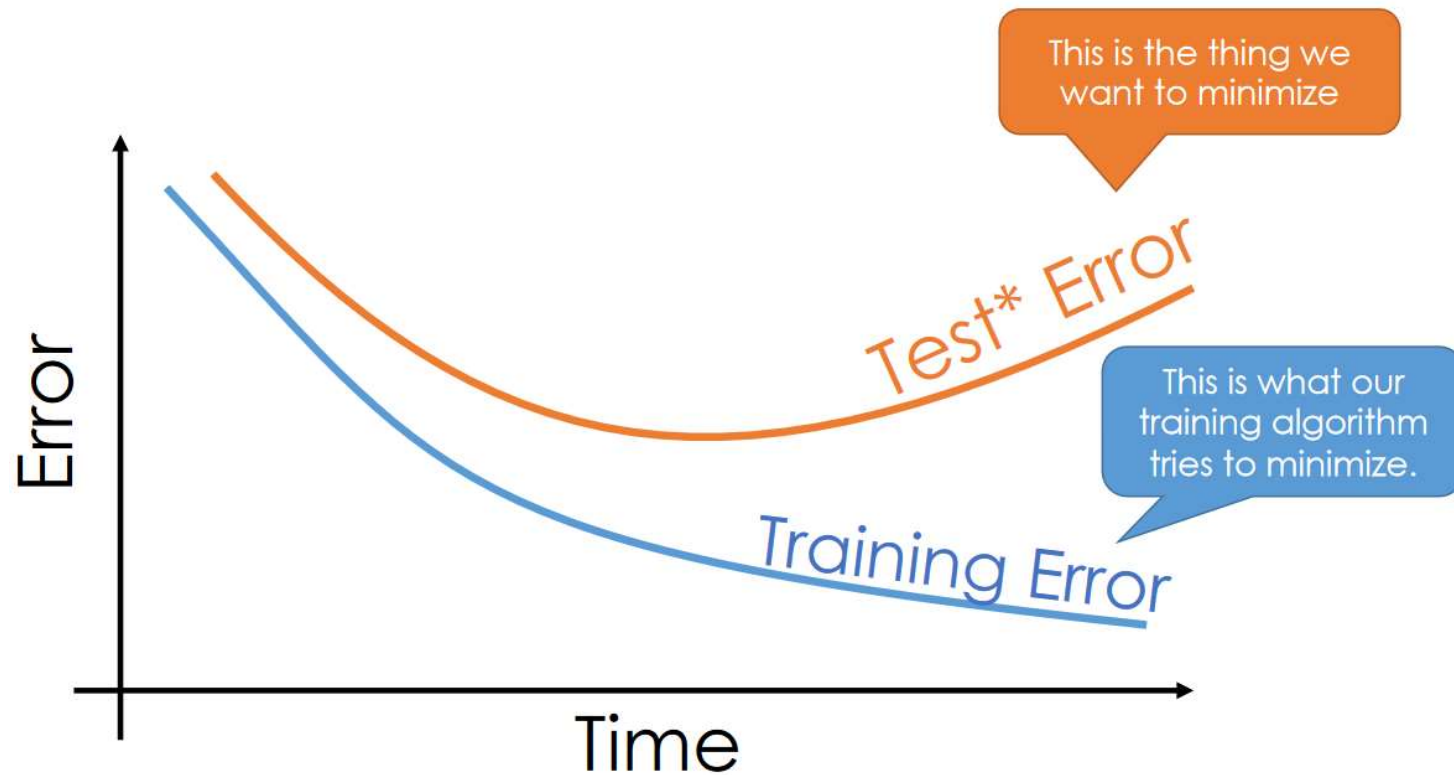 This is the thing we
want to minimize
Error
Test* Error
This is what our
training algorithm
tries to minimize.
Training Error
Time